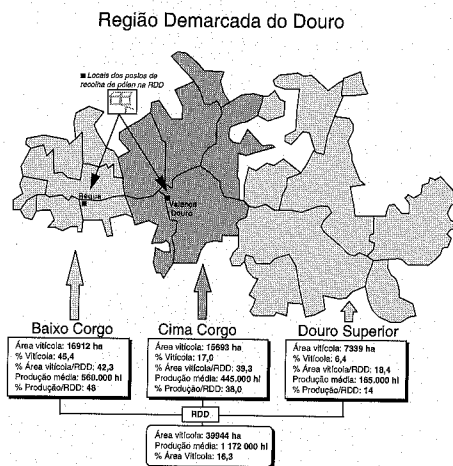 Região Demarcada do Douro
■ Locais dos postos de
recolha de pólen na RDD
Régua
Valença
Douro
Baixo Corgo
Área vitícola: 16912 ha
% Vitícola: 45,4
% Área vitícola/RDD: 42,3
Produção média: 560.000 hl
% Produção/RDD: 48
Cima Corgo
Área vitícola: 15693 ha
% Vitícola: 17,0
% Área vitícola/RDD: 39,3
Produção média: 445.000 hl
% Produção/RDD: 38,0
Douro Superior
Área vitícola: 7339 ha
% Vitícola: 6,4
% Área vitícola/RDD: 18,4
Produção média: 165.000 hl
% Produção/RDD: 14
RDD
Área vitícola: 39944 ha
Produção média: 1 172 000 hl
% Área Vitícola: 16,3